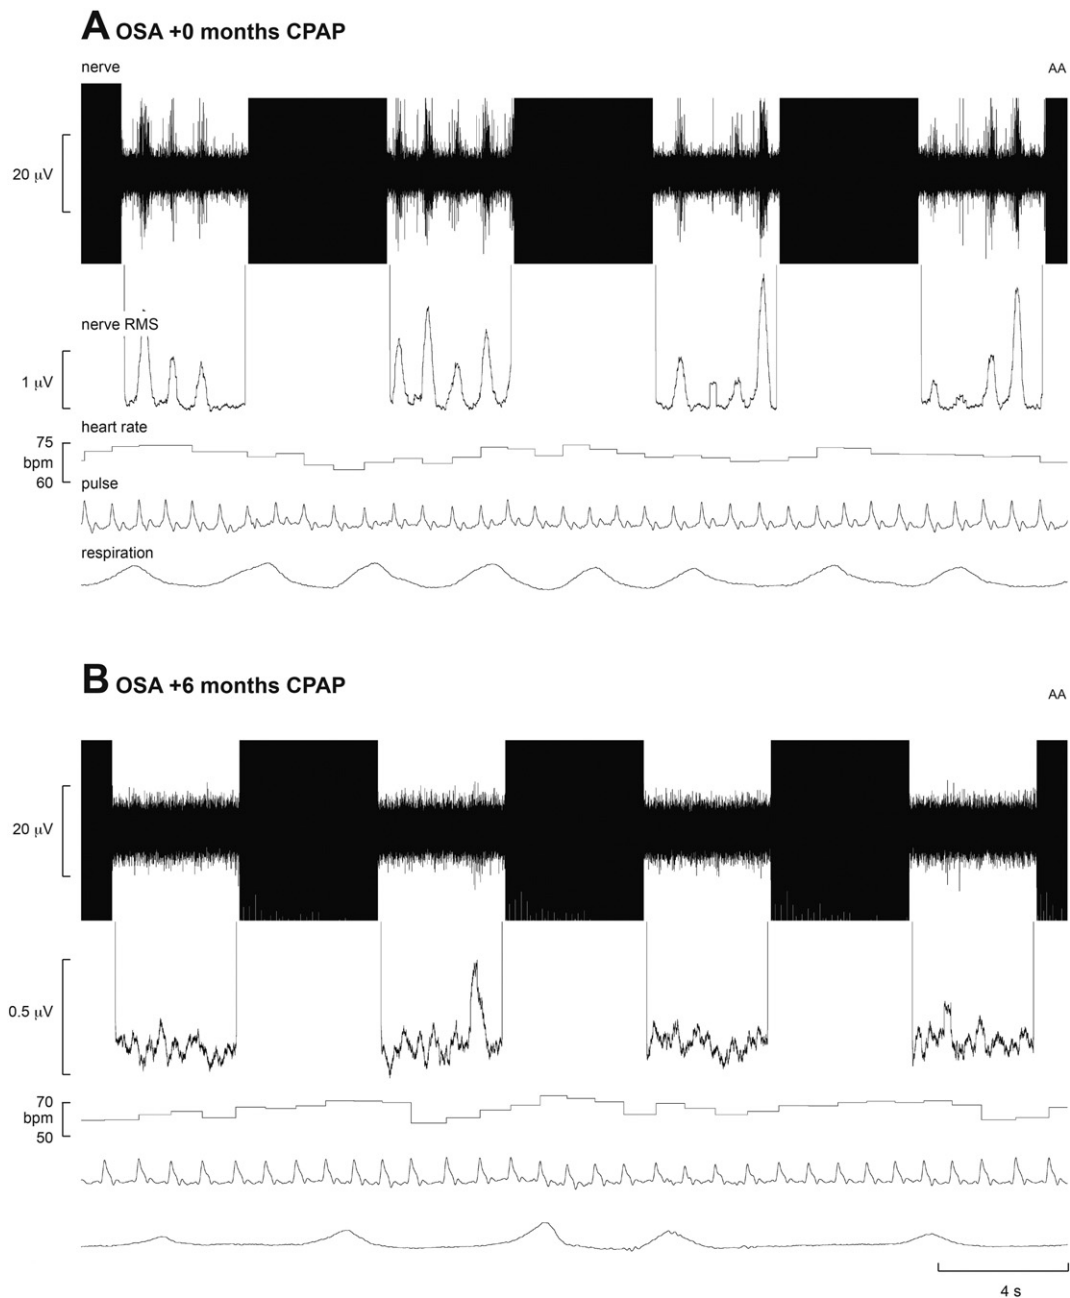 A OSA +0 months CPAP
nerve
AA
20 μV
nerve RMS
1 μV
heart rate
75
bpm
60
pulse
respiration
B OSA +6 months CPAP
AA
20 μV
0.5 μV
70
bpm
50
4 s